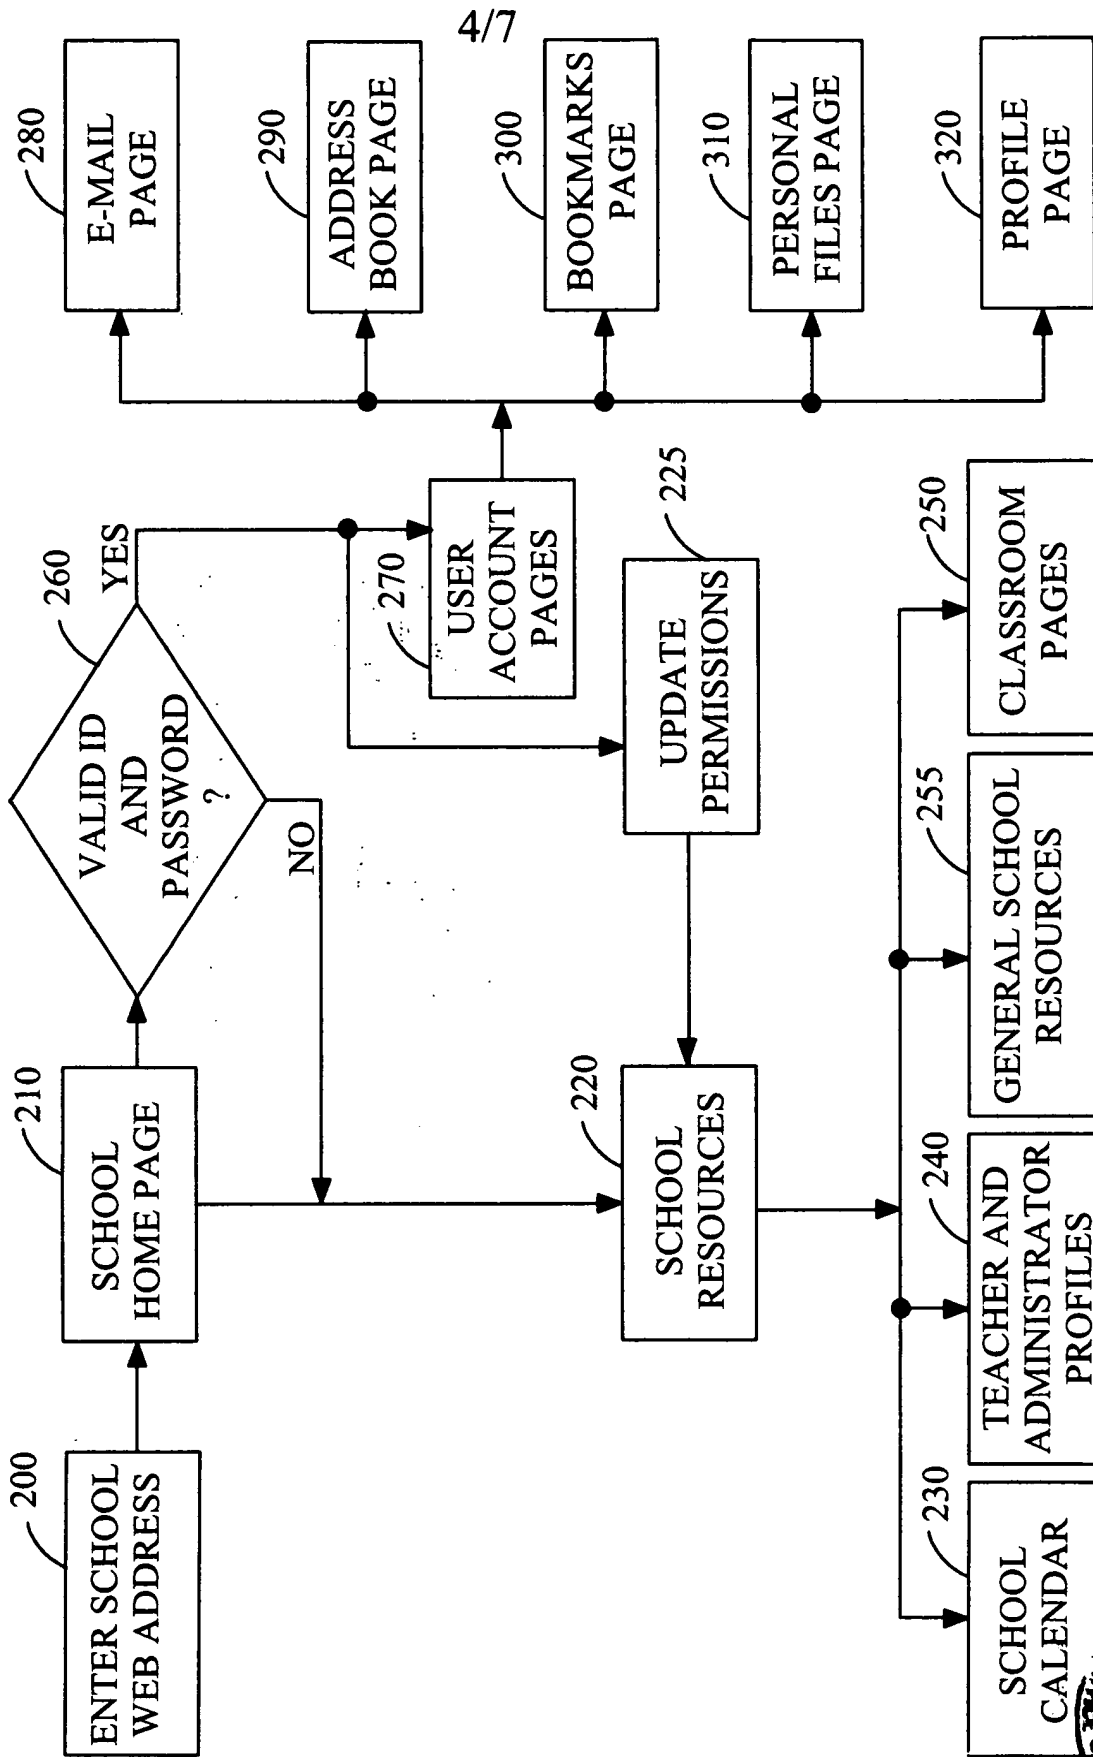 4/7
200
ENTER SCHOOL
WEB ADDRESS
210
SCHOOL
HOME PAGE
260
VALID ID
AND
PASSWORD
?
YES
NO
270
USER
ACCOUNT
PAGES
280
E-MAIL
PAGE
290
ADDRESS
BOOK PAGE
300
BOOKMARKS
PAGE
310
PERSONAL
FILES PAGE
320
PROFILE
PAGE
225
UPDATE
PERMISSIONS
220
SCHOOL
RESOURCES
230
SCHOOL
CALENDAR
240
TEACHER AND
ADMINISTRATOR
PROFILES
255
GENERAL SCHOOL
RESOURCES
250
CLASSROOM
PAGES